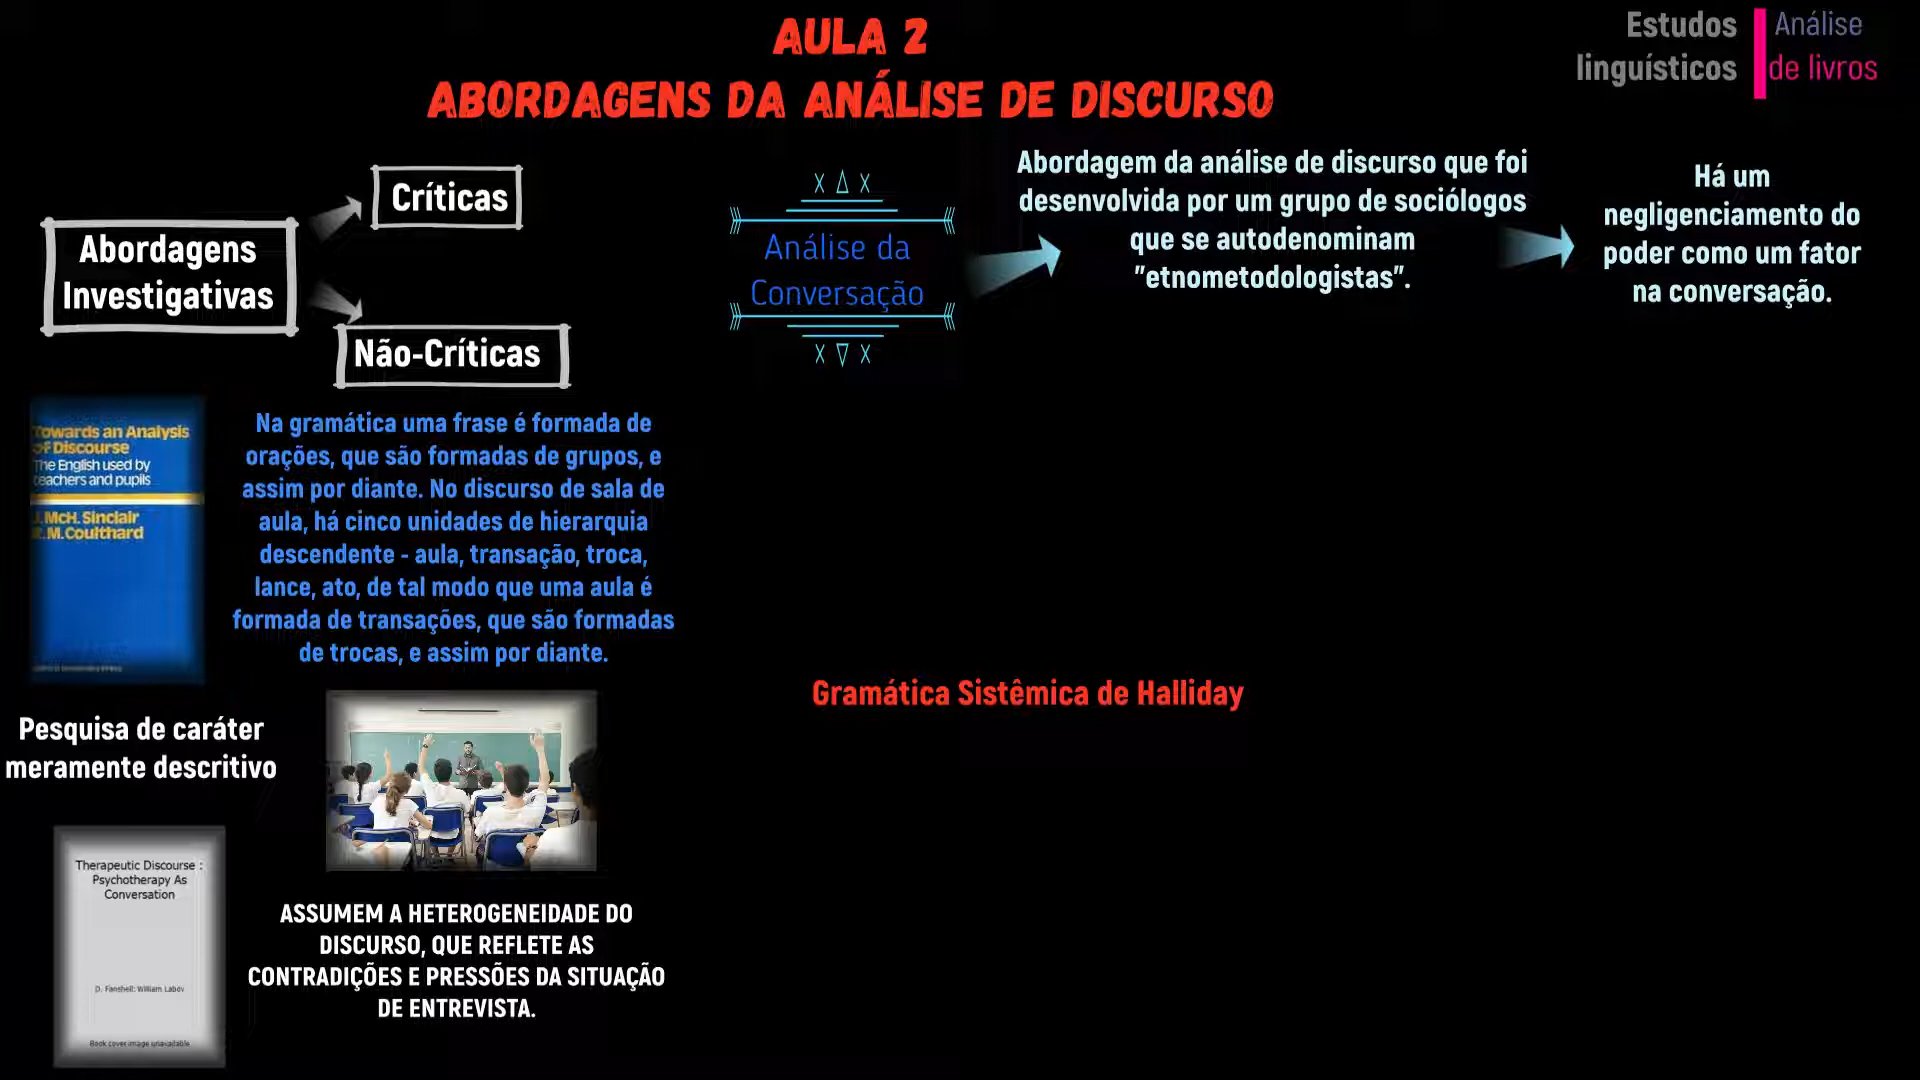 AULA 2
ABORDAGENS DA ANÁLISE DE DISCURSO
Estudos
linguísticos
Análise
de livros
Críticas
Abordagens
Investigativas
Não-Críticas
Análise da
Conversação
Abordagem da análise de discurso que foi
desenvolvida por um grupo de sociólogos
que se autodenominam
"etnometodologistas".
Há um
negligenciamento do
poder como um fator
na conversação.
Towards an Analysis
of Discourse
The English used by
teachers and pupils
J. McH. Sinclair
R. M. Coulthard
Na gramática uma frase é formada de
orações, que são formadas de grupos, e
assim por diante. No discurso de sala de
aula, há cinco unidades de hierarquia
descendente - aula, transação, troca,
lance, ato, de tal modo que uma aula é
formada de transações, que são formadas
de trocas, e assim por diante.
Gramática Sistêmica de Halliday
Pesquisa de caráter
meramente descritivo
Therapeutic Discourse :
Psychotherapy As
Conversation
D. Fanshell: William Labov
Book cover image unavailable
ASSUMEM A HETEROGENEIDADE DO
DISCURSO, QUE REFLETE AS
CONTRADIÇÕES E PRESSÕES DA SITUAÇÃO
DE ENTREVISTA.